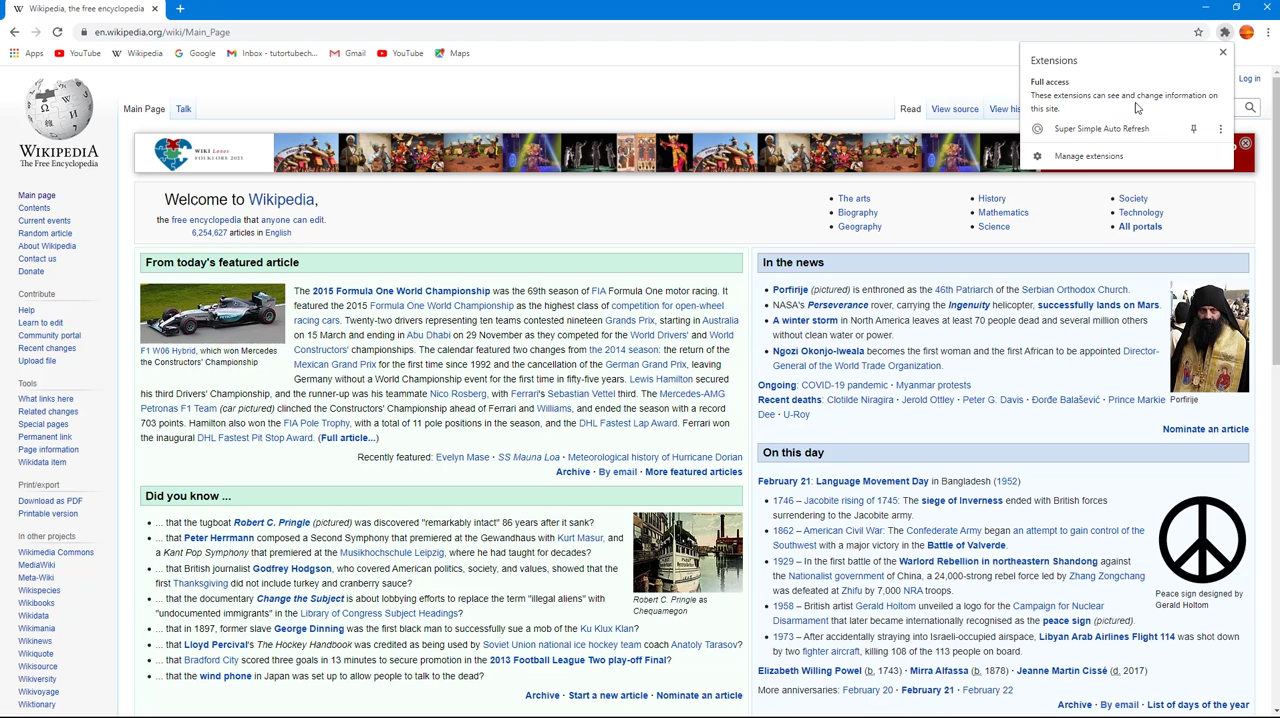 Wikipedia, the free encyclopedia
en.wikipedia.org/wiki/Main_Page
Apps YouTube Wikipedia Google Inbox - tutortubech... Gmail YouTube Maps
Extensions
Full access
These extensions can see and change information on
this site.
Super Simple Auto Refresh
Manage extensions
Log in
Main Page Talk Read View source View his
WIKIPEDIA
The Free Encyclopedia
WIKI Loves
FOLKLORE 2021
Main page
Contents
Current events
Random article
About Wikipedia
Contact us
Donate
Contribute
Help
Learn to edit
Community portal
Recent changes
Upload file
Tools
What links here
Related changes
Special pages
Permanent link
Page information
Wikidata item
Print/export
Download as PDF
Printable version
In other projects
Wikimedia Commons
MediaWiki
Meta-Wiki
Wikispecies
Wikibooks
Wikidata
Wikimania
Wikinews
Wikiquote
Wikisource
Wikiversity
Wikivoyage
Wiktionary
Welcome to Wikipedia,
the free encyclopedia that anyone can edit.
6,254,627 articles in English
The arts
Biography
Geography
History
Mathematics
Science
Society
Technology
All portals
From today's featured article
The 2015 Formula One World Championship was the 69th season of FIA Formula One motor racing. It
featured the 2015 Formula One World Championship as the highest class of competition for open-wheel
racing cars. Twenty-two drivers representing ten teams contested nineteen Grands Prix, starting in Australia
on 15 March and ending in Abu Dhabi on 29 November as they competed for the World Drivers' and World
Constructors' championships. The calendar featured two changes from the 2014 season: the return of the
Mexican Grand Prix for the first time since 1992 and the cancellation of the German Grand Prix, leaving
Germany without a World Championship event for the first time in fifty-five years. Lewis Hamilton secured
his third Drivers' Championship, and the runner-up was his teammate Nico Rosberg, with Ferrari's Sebastian Vettel third. The Mercedes-AMG
Petronas F1 Team (car pictured) clinched the Constructors' Championship ahead of Ferrari and Williams, and ended the season with a record
703 points. Hamilton also won the FIA Pole Trophy, with a total of 11 pole positions in the season, and the DHL Fastest Lap Award. Ferrari won
the inaugural DHL Fastest Pit Stop Award. (Full article...)
F1 W06 Hybrid, which won Mercedes
the Constructors' Championship
Recently featured: Evelyn Mase · SS Mauna Loa · Meteorological history of Hurricane Dorian
Archive · By email · More featured articles
Did you know ...
... that the tugboat Robert C. Pringle (pictured) was discovered "remarkably intact" 86 years after it sank?
... that Peter Herrmann composed a Second Symphony that premiered at the Gewandhaus with Kurt Masur, and
a Kant Pop Symphony that premiered at the Musikhochschule Leipzig, where he had taught for decades?
... that British journalist Godfrey Hodgson, who covered American politics, society, and values, showed that the
first Thanksgiving did not include turkey and cranberry sauce?
... that the documentary Change the Subject is about lobbying efforts to replace the term "illegal aliens" with
"undocumented immigrants" in the Library of Congress Subject Headings?
... that in 1897, former slave George Dinning was the first black man to successfully sue a mob of the Ku Klux Klan?
... that Lloyd Percival's The Hockey Handbook was credited as being used by Soviet Union national ice hockey team coach Anatoly Tarasov?
... that Bradford City scored three goals in 13 minutes to secure promotion in the 2013 Football League Two play-off Final?
... that the wind phone in Japan was set up to allow people to talk to the dead?
Robert C. Pringle as
Chequamegon
Archive · Start a new article · Nominate an article
In the news
Porfirije (pictured) is enthroned as the 46th Patriarch of the Serbian Orthodox Church.
NASA's Perseverance rover, carrying the Ingenuity helicopter, successfully lands on Mars.
A winter storm in North America leaves at least 70 people dead and several million others
without clean water or power.
Ngozi Okonjo-Iweala becomes the first woman and the first African to be appointed Director-
General of the World Trade Organization.
Ongoing: COVID-19 pandemic · Myanmar protests
Recent deaths: Clotilde Niragira · Jerold Ottley · Peter G. Davis · Đorđe Balašević · Prince Markie
Dee · U-Roy
Porfirije
Nominate an article
On this day
February 21: Language Movement Day in Bangladesh (1952)
1746 – Jacobite rising of 1745: The siege of Inverness ended with British forces
surrendering to the Jacobite army.
1862 – American Civil War: The Confederate Army began an attempt to gain control of the
Southwest with a major victory in the Battle of Valverde.
1929 – In the first battle of the Warlord Rebellion in northeastern Shandong against
the Nationalist government of China, a 24,000-strong rebel force led by Zhang Zongchang
was defeated at Zhifu by 7,000 NRA troops.
1958 – British artist Gerald Holtom unveiled a logo for the Campaign for Nuclear
Disarmament that later became internationally recognised as the peace sign (pictured).
1973 – After accidentally straying into Israeli-occupied airspace, Libyan Arab Airlines Flight 114 was shot down
by two fighter aircraft, killing 108 of the 113 people on board.
Peace sign designed by
Gerald Holtom
Elizabeth Willing Powel (b. 1743) · Mirra Alfassa (b. 1878) · Jeanne Martin Cissé (d. 2017)
More anniversaries: February 20 · February 21 · February 22
Archive · By email · List of days of the year